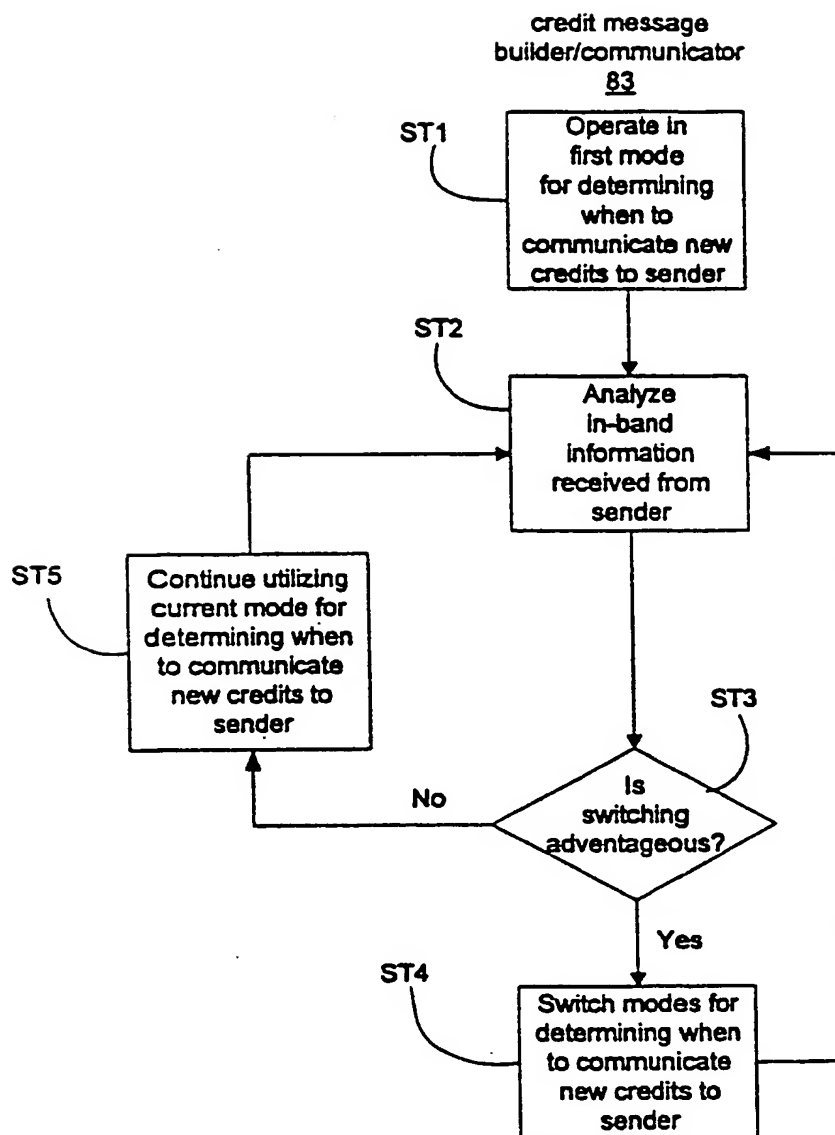 credit message
builder/communicator
83
ST1
Operate in
first mode
for determining
when to
communicate new
credits to sender
ST2
Analyze
in-band
information
received from
sender
ST5
Continue utilizing
current mode for
determining when
to communicate
new credits to
sender
ST3
Is
switching
adventageous?
No
Yes
ST4
Switch modes for
determining when
to communicate
new credits to
sender